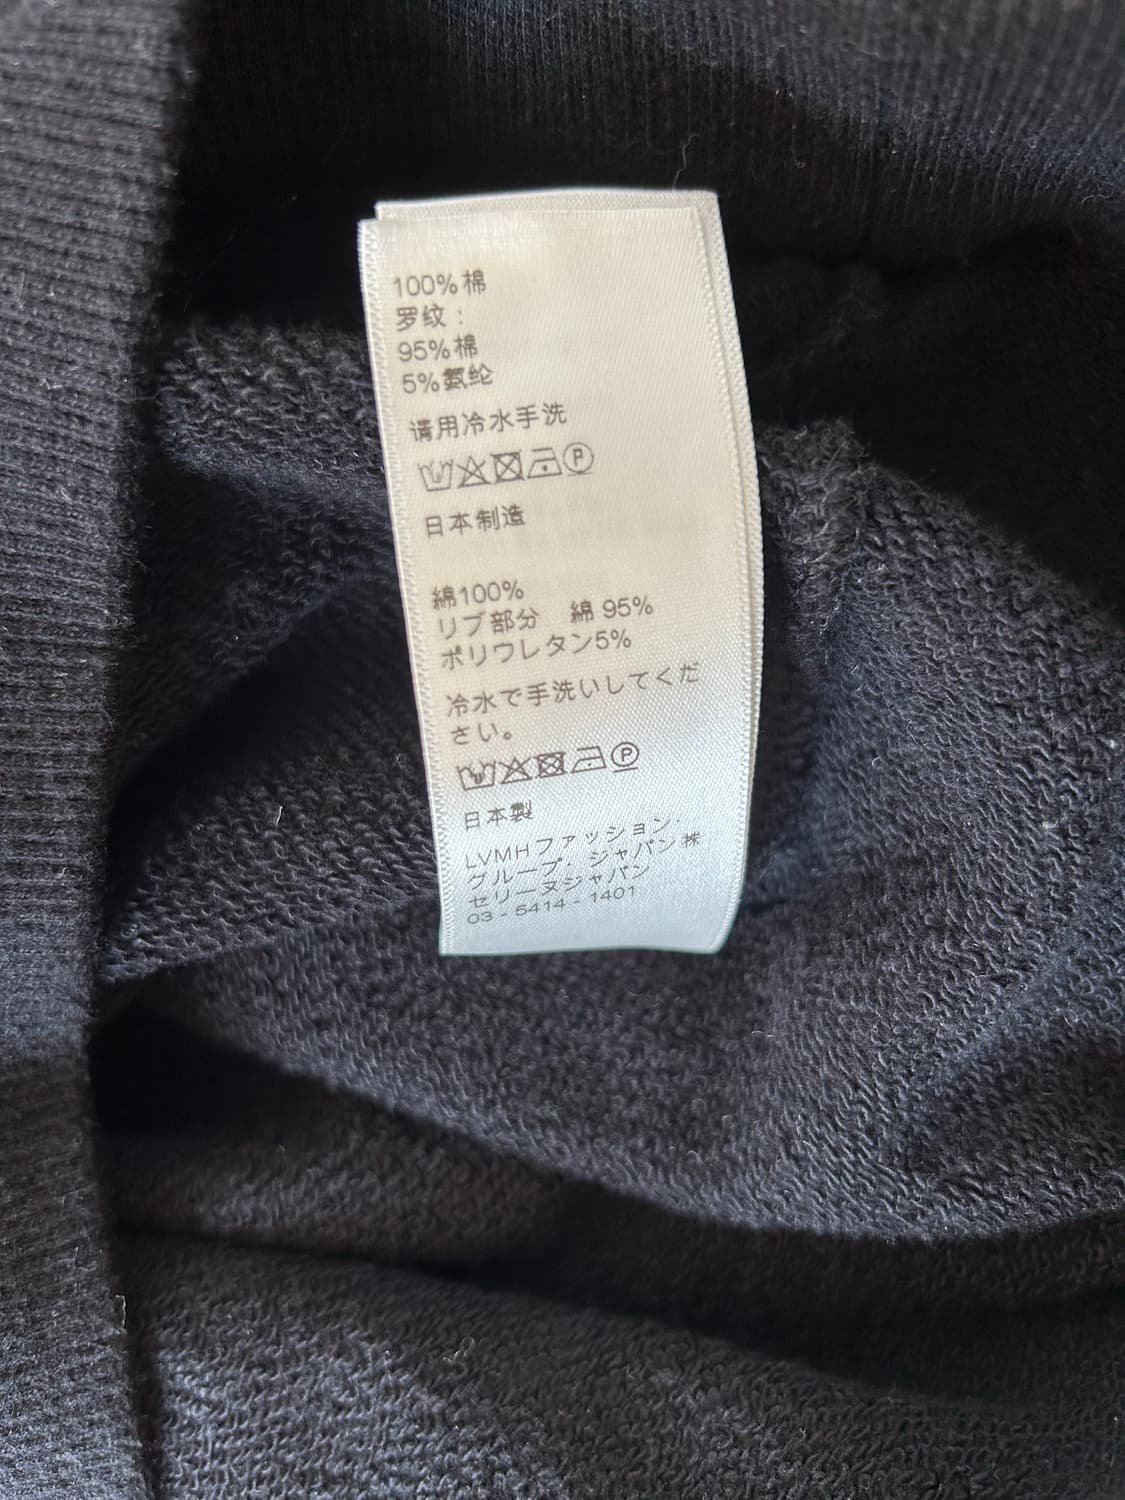 100%棉
罗纹：
95%棉
5%氨纶
请用冷水手洗
P
日本制造
綿100%
リブ部分 綿 95%
ポリウレタン5%
冷水で手洗いしてくだ
さい。
P
日本製
LVMHファッション・
グループ・ジャパン株
セリーヌジャパン
03-5414-1401